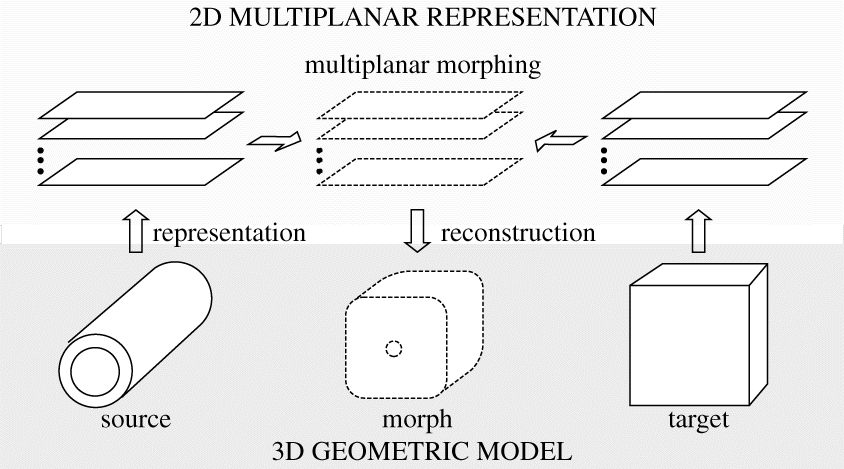 2D MULTIPLANAR REPRESENTATION
multiplanar morphing
representation
reconstruction
source
morph
target
3D GEOMETRIC MODEL